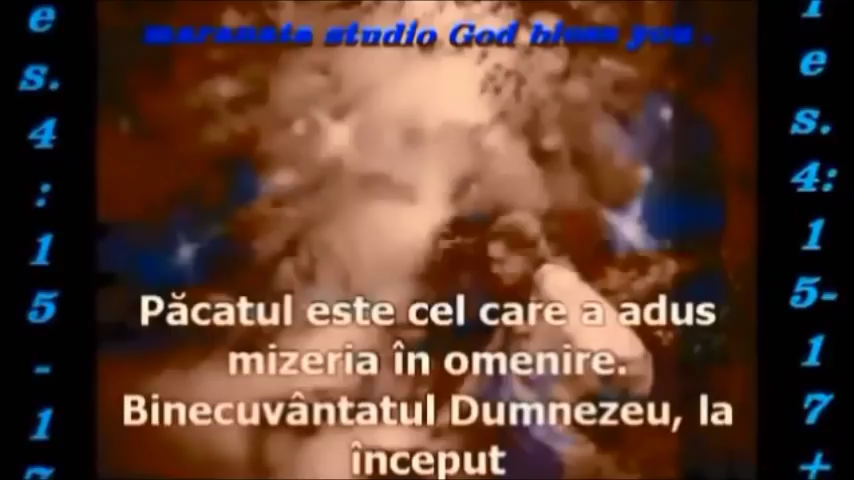 maranata studio God bless you .
Păcatul este cel care a adus
mizeria în omenire.
Binecuvântatul Dumnezeu, la
început
es.4:15-17
es.4:15-17+